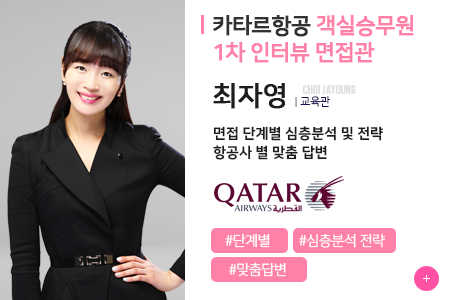 카타르항공 객실승무원
1차 인터뷰 면접관
최자영 CHOI JAYOUNG
| 교육관
면접 단계별 심층분석 및 전략
항공사 별 맞춤 답변
QATAR
AIRWAYS القطرية
#단계별 #심층분석 전략
#맞춤답변
+